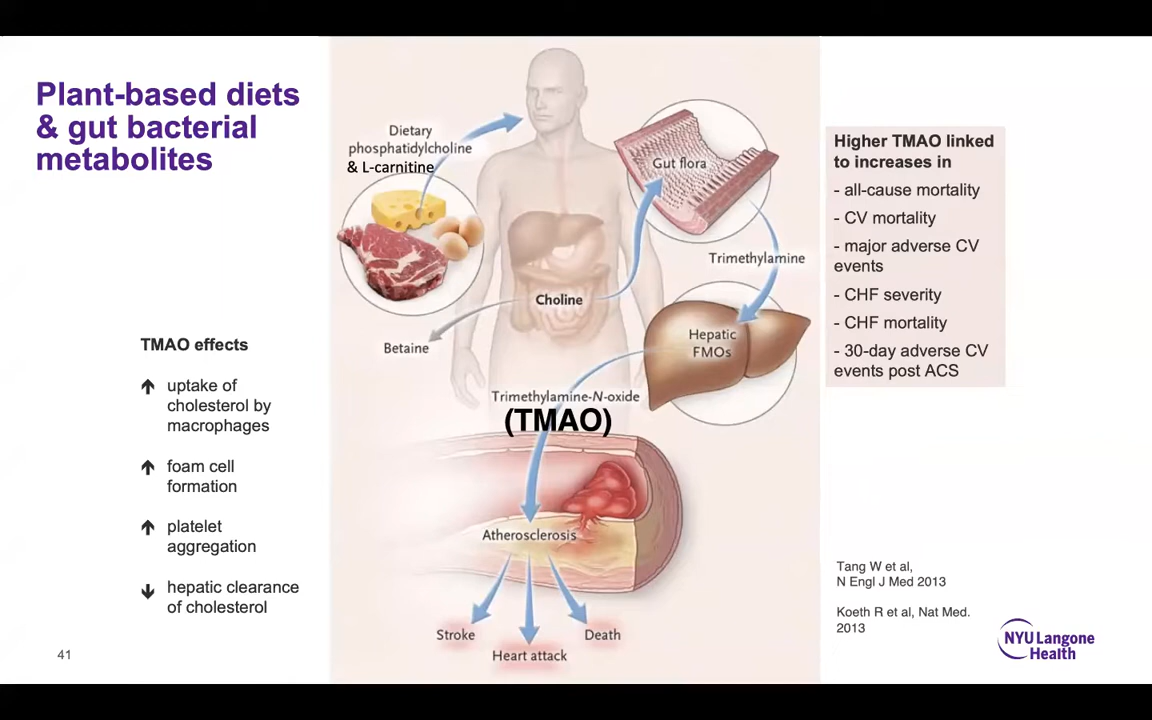 Plant-based diets
& gut bacterial
metabolites
TMAO effects
↑ uptake of
cholesterol by
macrophages
↑ foam cell
formation
↑ platelet
aggregation
↓ hepatic clearance
of cholesterol
41
Dietary
phosphatidylcholine
& L-carnitine
Gut flora
Trimethylamine
Choline
Betaine
Hepatic
FMOs
Trimethylamine-N-oxide
(TMAO)
Atherosclerosis
Stroke
Heart attack
Death
Higher TMAO linked
to increases in
- all-cause mortality
- CV mortality
- major adverse CV
events
- CHF severity
- CHF mortality
- 30-day adverse CV
events post ACS
Tang W et al,
N Engl J Med 2013
Koeth R et al, Nat Med.
2013
NYU Langone
Health